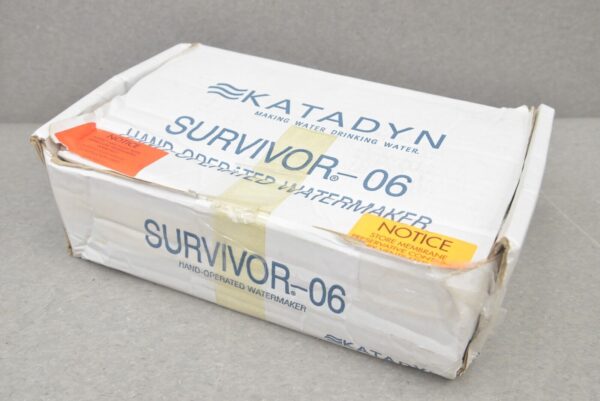 KATADYN
MAKING WATER DRINKING WATER.
SURVIVOR®-06
HAND-OPERATED WATERMAKER
NOTICE
NOTICE
STORE MEMBRANE
PRESERVATIVE
SURVIVOR®-06
HAND-OPERATED WATERMAKER
KATADYN